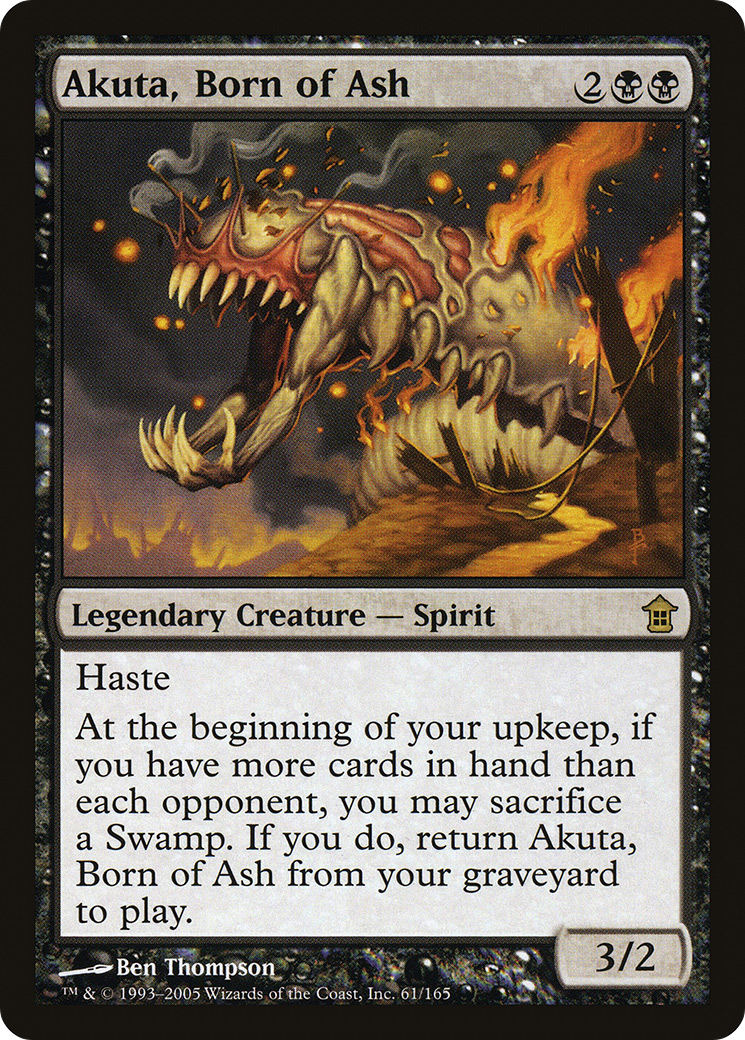 Akuta, Born of Ash 2
Legendary Creature — Spirit
Haste
At the beginning of your upkeep, if
you have more cards in hand than
each opponent, you may sacrifice
a Swamp. If you do, return Akuta,
Born of Ash from your graveyard
to play.
3/2
Ben Thompson
™ & © 1993–2005 Wizards of the Coast, Inc. 61/165